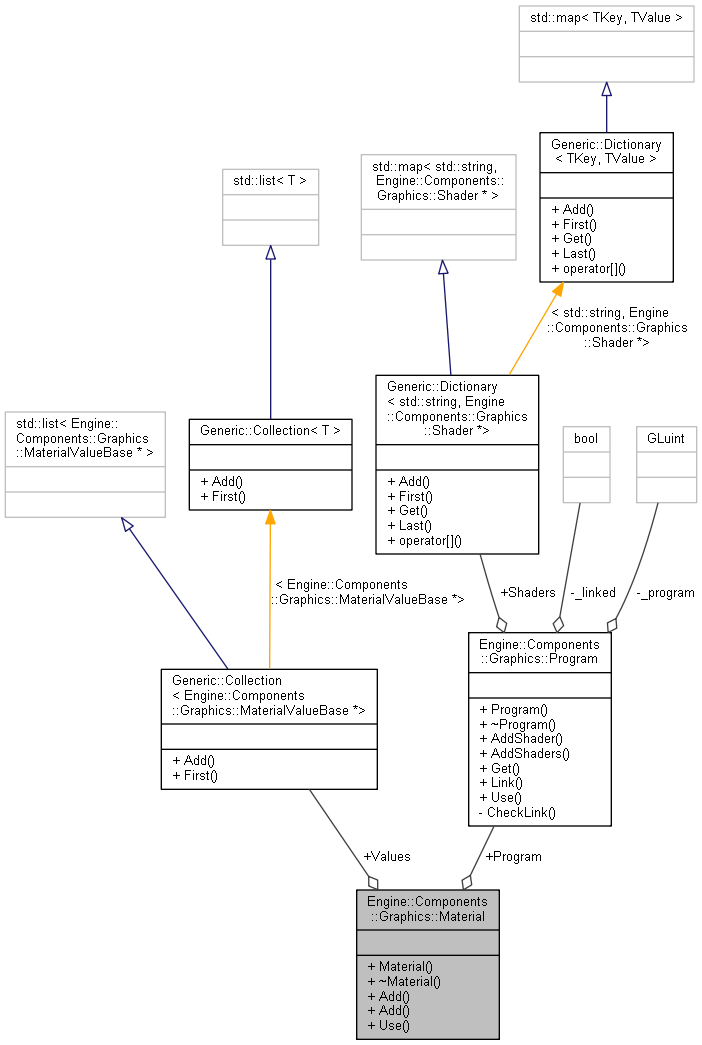 std::map< TKey, TValue >
Generic::Dictionary
< TKey, TValue >
+ Add()
+ First()
+ Get()
+ Last()
+ operator[]()
std::map< std::string,
Engine::Components::
Graphics::Shader * >
std::list< T >
< std::string, Engine
::Components::Graphics
::Shader *>
Generic::Dictionary
< std::string, Engine
::Components::Graphics
::Shader *>
+ Add()
+ First()
+ Get()
+ Last()
+ operator[]()
std::list< Engine::
Components::Graphics
::MaterialValueBase * >
Generic::Collection< T >
+ Add()
+ First()
bool
GLuint
< Engine::Components
::Graphics::MaterialValueBase *>
+Shaders
-_linked
-_program
Engine::Components
::Graphics::Program
+ Program()
+ ~Program()
+ AddShader()
+ AddShaders()
+ Get()
+ Link()
+ Use()
- CheckLink()
Generic::Collection
< Engine::Components
::Graphics::MaterialValueBase *>
+ Add()
+ First()
+Values
+Program
Engine::Components
::Graphics::Material
+ Material()
+ ~Material()
+ Add()
+ Add()
+ Use()